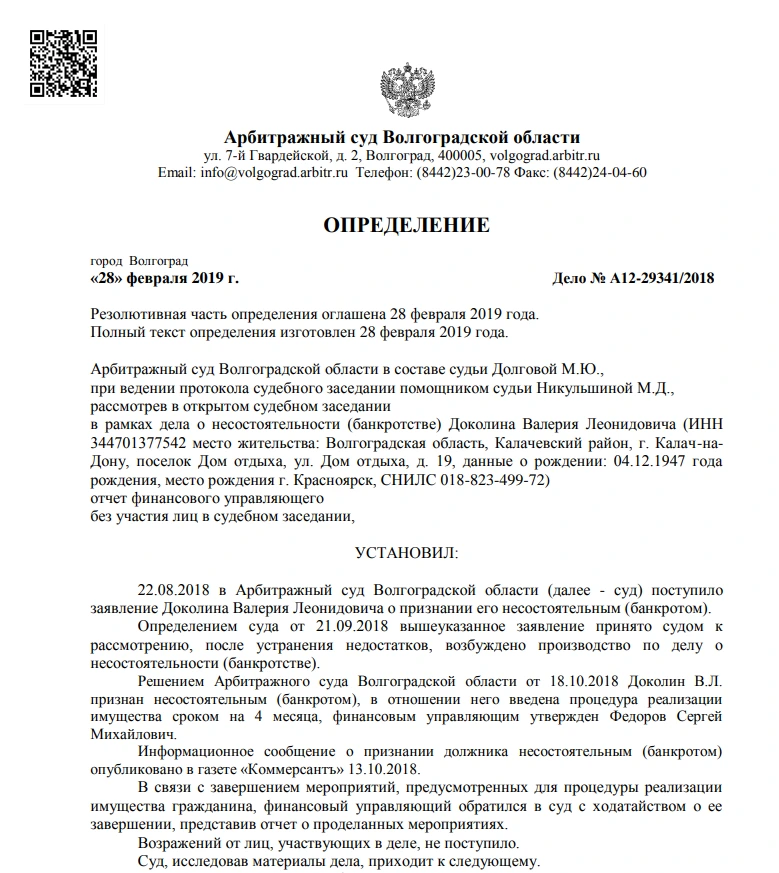 Арбитражный суд Волгоградской области
ул. 7-й Гвардейской, д. 2, Волгоград, 400005, volgograd.arbitr.ru
Email: info@volgograd.arbitr.ru Телефон: (8442)23-00-78 Факс: (8442)24-04-60
ОПРЕДЕЛЕНИЕ
город Волгоград
«28» февраля 2019 г. Дело № А12-29341/2018
Резолютивная часть определения оглашена 28 февраля 2019 года.
Полный текст определения изготовлен 28 февраля 2019 года.
Арбитражный суд Волгоградской области в составе судьи Долговой М.Ю.,
при ведении протокола судебного заседании помощником судьи Никульшиной М.Д.,
рассмотрев в открытом судебном заседании
в рамках дела о несостоятельности (банкротстве) Доколина Валерия Леонидовича (ИНН
344701377542 место жительства: Волгоградская область, Калачевский район, г. Калач-на-
Дону, поселок Дом отдыха, ул. Дом отдыха, д. 19, данные о рождении: 04.12.1947 года
рождения, место рождения г. Красноярск, СНИЛС 018-823-499-72)
отчет финансового управляющего
без участия лиц в судебном заседании,
УСТАНОВИЛ:
22.08.2018 в Арбитражный суд Волгоградской области (далее - суд) поступило
заявление Доколина Валерия Леонидовича о признании его несостоятельным (банкротом).
Определением суда от 21.09.2018 вышеуказанное заявление принято судом к
рассмотрению, после устранения недостатков, возбуждено производство по делу о
несостоятельности (банкротстве).
Решением Арбитражного суда Волгоградской области от 18.10.2018 Доколин В.Л.
признан несостоятельным (банкротом), в отношении него введена процедура реализации
имущества сроком на 4 месяца, финансовым управляющим утвержден Федоров Сергей
Михайлович.
Информационное сообщение о признании должника несостоятельным (банкротом)
опубликовано в газете «Коммерсантъ» 13.10.2018.
В связи с завершением мероприятий, предусмотренных для процедуры реализации
имущества гражданина, финансовый управляющий обратился в суд с ходатайством о ее
завершении, представив отчет о проделанных мероприятиях.
Возражений от лиц, участвующих в деле, не поступило.
Суд, исследовав материалы дела, приходит к следующему.